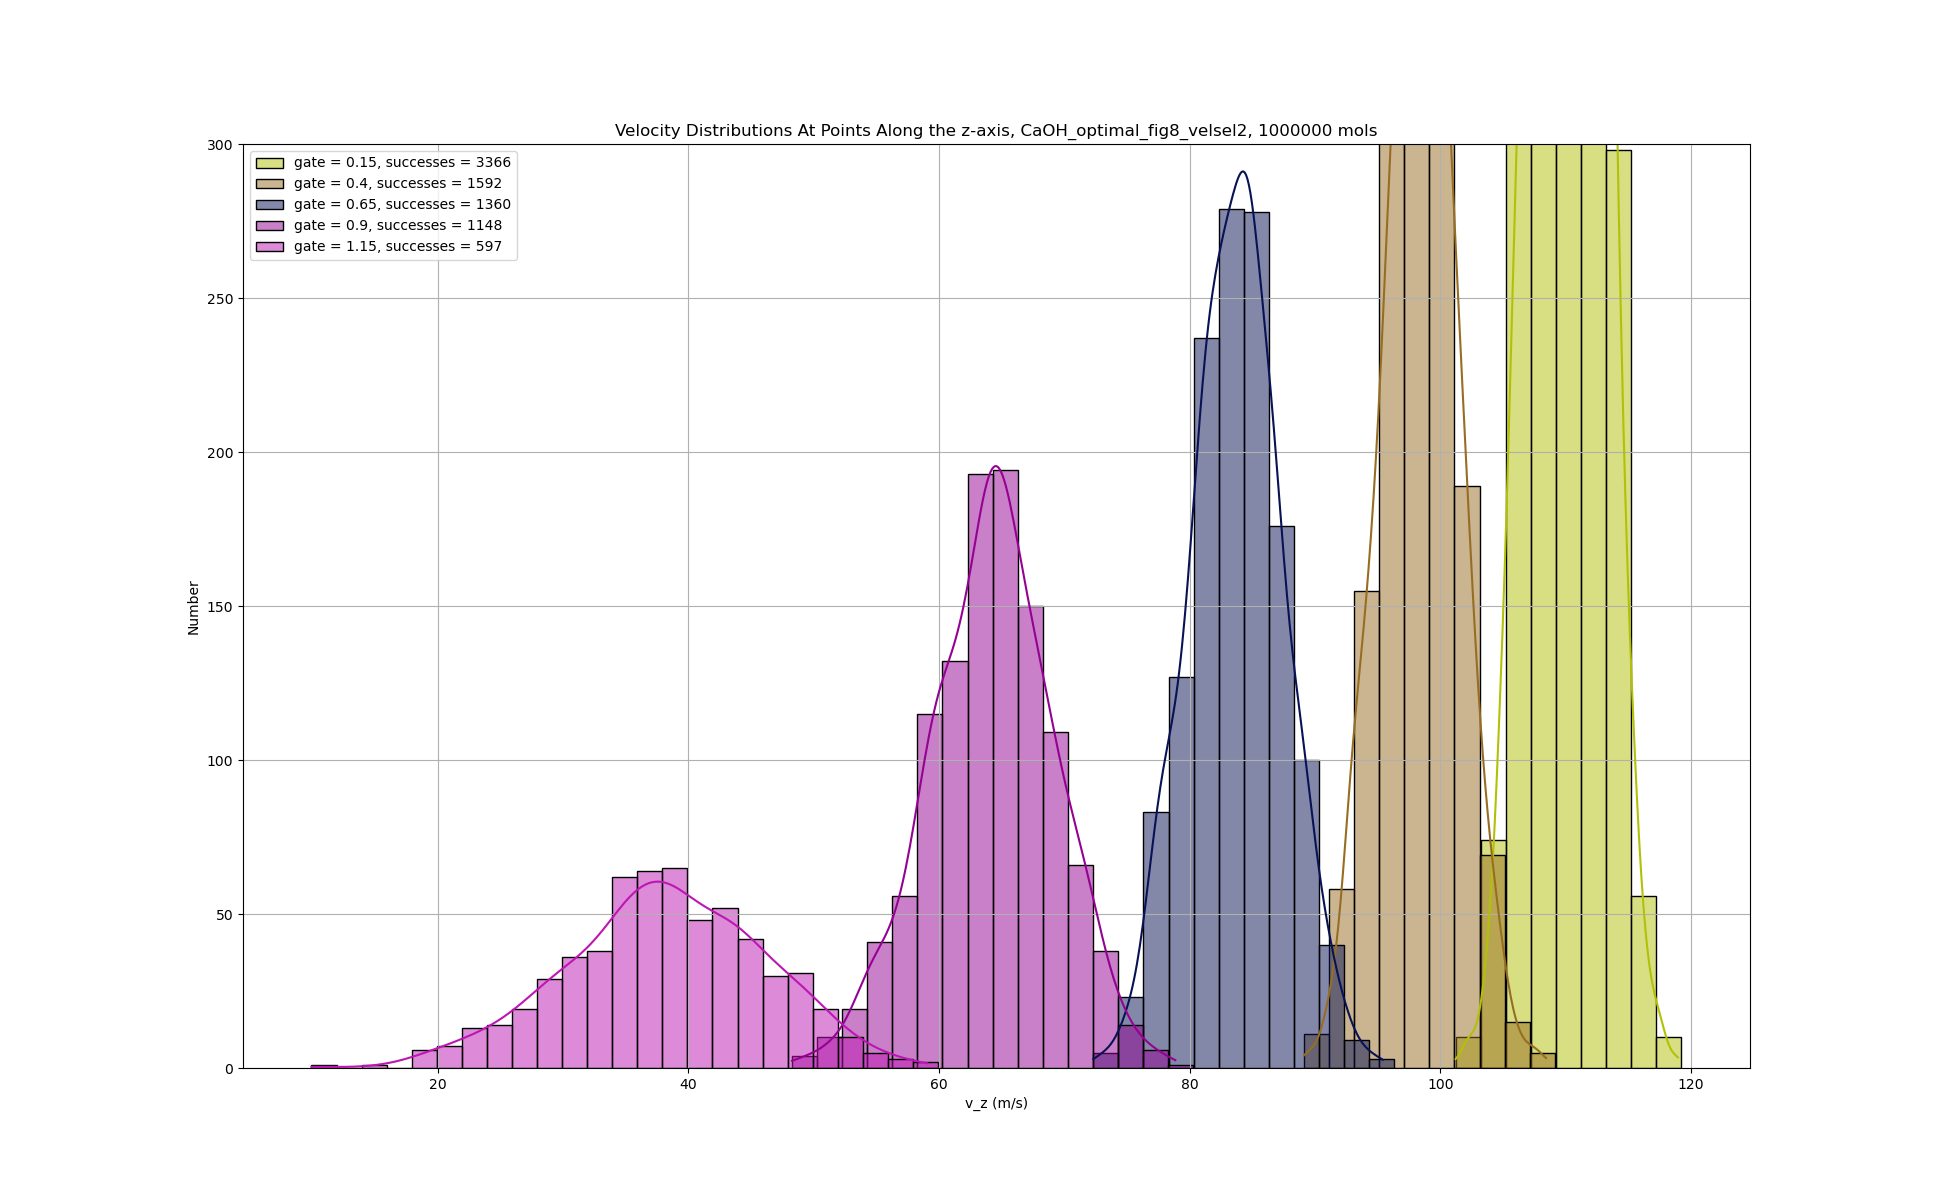 Velocity Distributions At Points Along the z-axis, CaOH_optimal_fig8_velsel2, 1000000 mols
gate = 0.15, successes = 3366
gate = 0.4, successes = 1592
gate = 0.65, successes = 1360
gate = 0.9, successes = 1148
gate = 1.15, successes = 597
300
250
200
150
100
50
0
Number
20
40
60
80
100
120
v_z (m/s)